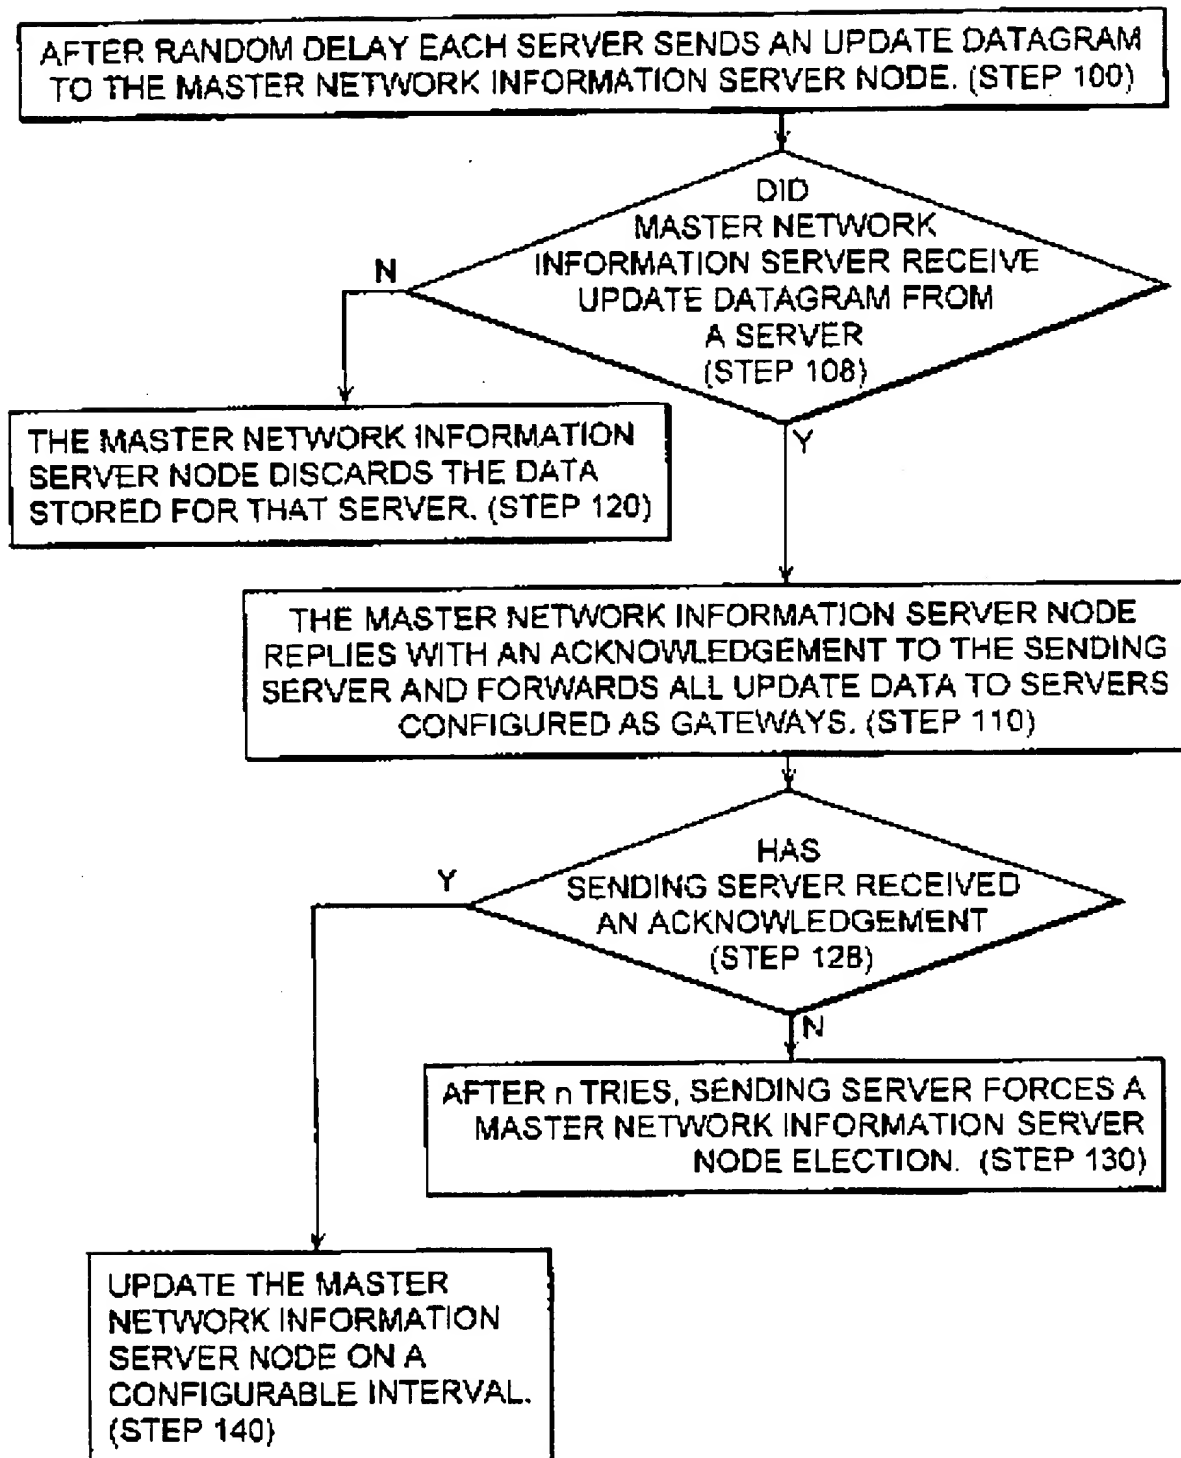 AFTER RANDOM DELAY EACH SERVER SENDS AN UPDATE DATAGRAM
TO THE MASTER NETWORK INFORMATION SERVER NODE. (STEP 100)
DID
MASTER NETWORK
INFORMATION SERVER RECEIVE
UPDATE DATAGRAM FROM
A SERVER
(STEP 108)
N
Y
THE MASTER NETWORK INFORMATION
SERVER NODE DISCARDS THE DATA
STORED FOR THAT SERVER. (STEP 120)
THE MASTER NETWORK INFORMATION SERVER NODE
REPLIES WITH AN ACKNOWLEDGEMENT TO THE SENDING
SERVER AND FORWARDS ALL UPDATE DATA TO SERVERS
CONFIGURED AS GATEWAYS. (STEP 110)
HAS
SENDING SERVER RECEIVED
AN ACKNOWLEDGEMENT
(STEP 128)
Y
N
AFTER n TRIES, SENDING SERVER FORCES A
MASTER NETWORK INFORMATION SERVER
NODE ELECTION. (STEP 130)
UPDATE THE MASTER
NETWORK INFORMATION
SERVER NODE ON A
CONFIGURABLE INTERVAL.
(STEP 140)